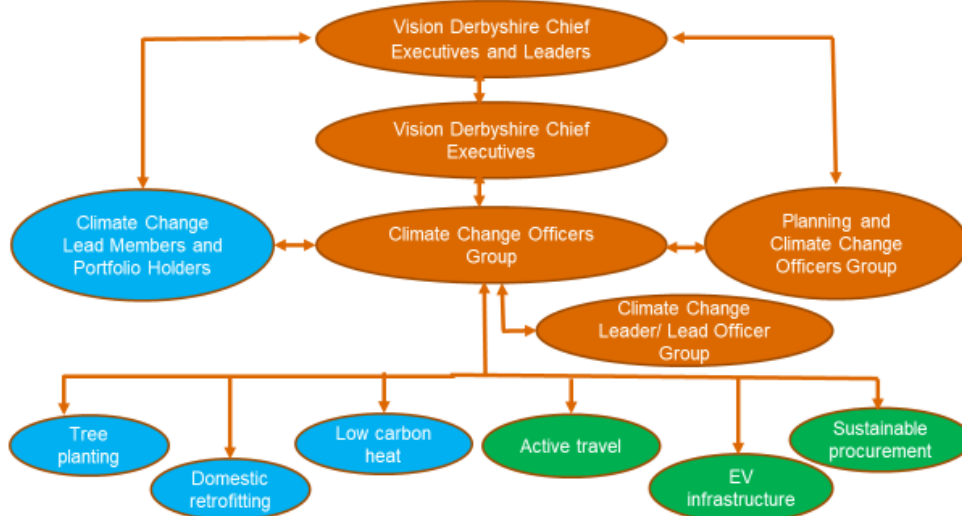 Vision Derbyshire Chief
Executives and Leaders
Vision Derbyshire Chief
Executives
Climate Change
Lead Members and
Portfolio Holders
Climate Change Officers
Group
Planning and
Climate Change
Officers Group
Climate Change
Leader/ Lead Officer
Group
Tree
planting
Domestic
retrofitting
Low carbon
heat
Active travel
EV
infrastructure
Sustainable
procurement